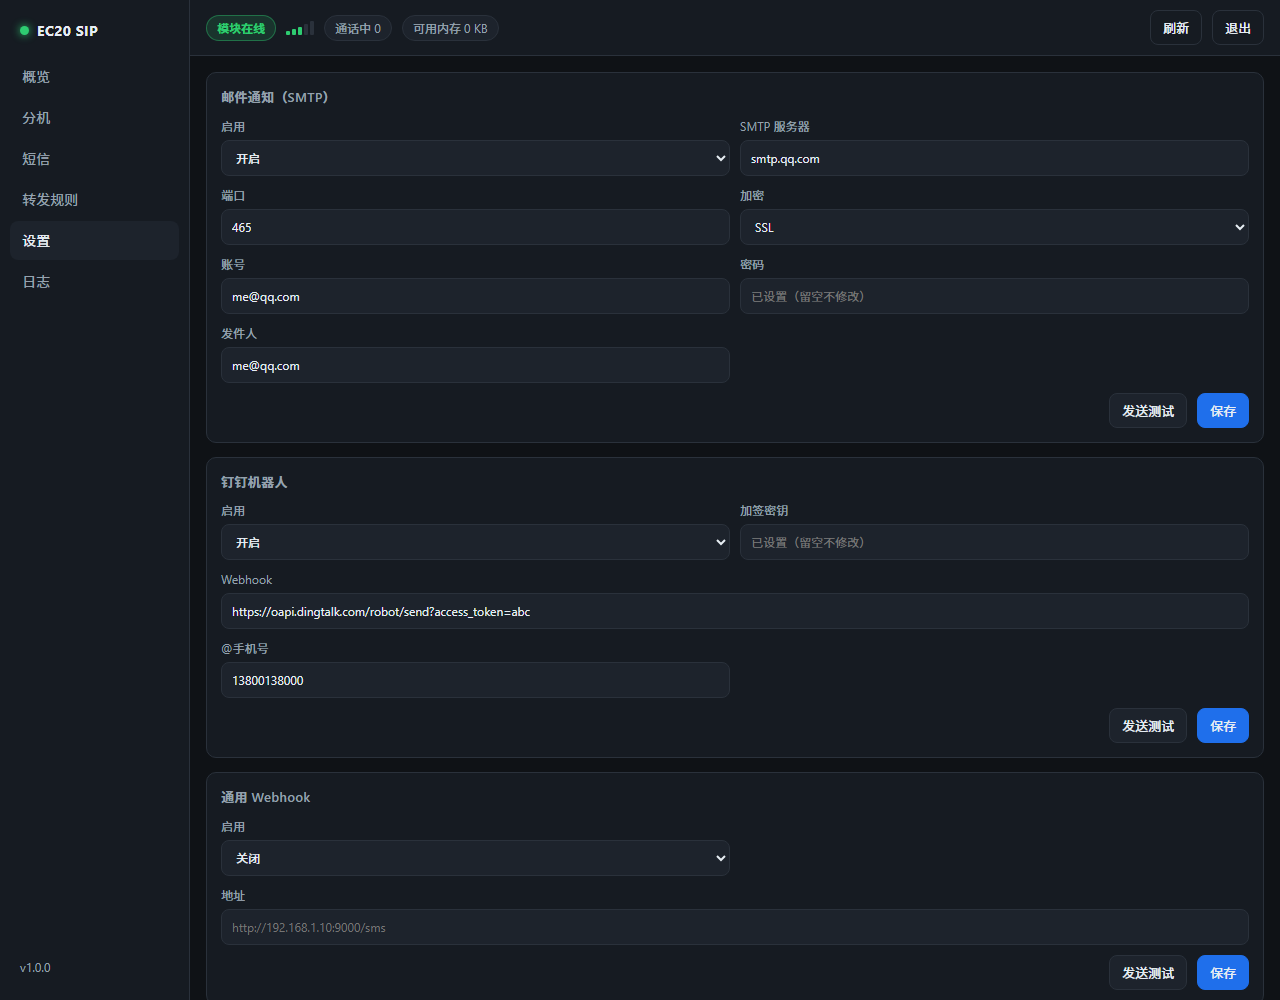 EC20 SIP
概览
分机
短信
转发规则
设置
日志
v1.0.0
模块在线
通话中 0
可用内存 0 KB
刷新
退出
邮件通知（SMTP）
启用
SMTP 服务器
开启
smtp.qq.com
端口
加密
465
SSL
账号
密码
me@qq.com
已设置（留空不修改）
发件人
me@qq.com
发送测试
保存
钉钉机器人
启用
加签密钥
开启
已设置（留空不修改）
Webhook
https://oapi.dingtalk.com/robot/send?access_token=abc
@手机号
13800138000
发送测试
保存
通用 Webhook
启用
关闭
地址
http://192.168.1.10:9000/sms
发送测试
保存